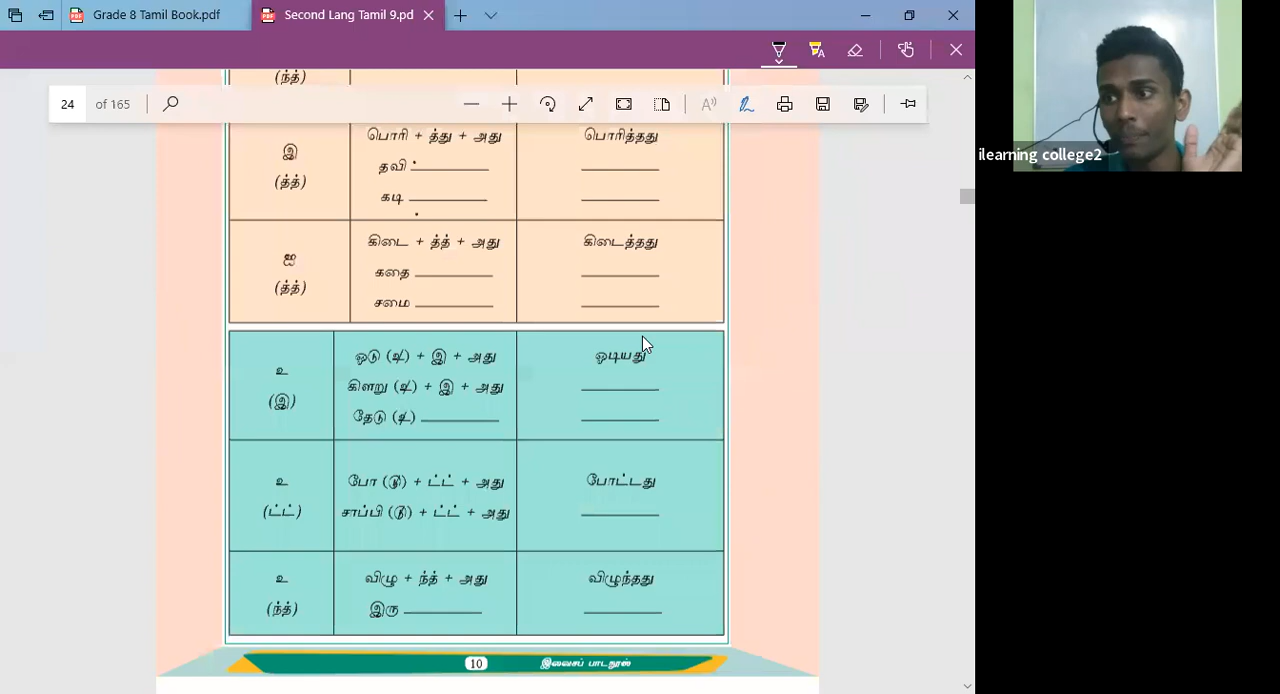 Grade 8 Tamil Book.pdf
Second Lang Tamil 9.pd
24 of 165
ilearning college2
(ந்த்)
இ
(த்த்)
பொரி + த்து + அது
பொரித்தது
தவி
கடி
ஐ
(த்த்)
கிடை + த்த் + அது
கிடைத்தது
கதை
சமை
உ
(இ)
ஓடு (உ) + இ + அது
ஓடியது
கிளறு (உ) + இ + அது
தேடு (உ)
உ
(ட்ட்)
போ (டு) + ட்ட் + அது
போட்டது
சாப்பி (டு) + ட்ட் + அது
உ
(ந்த்)
விழு + ந்த் + அது
விழுந்தது
இரு
10
இலவசப் பாடநூல்